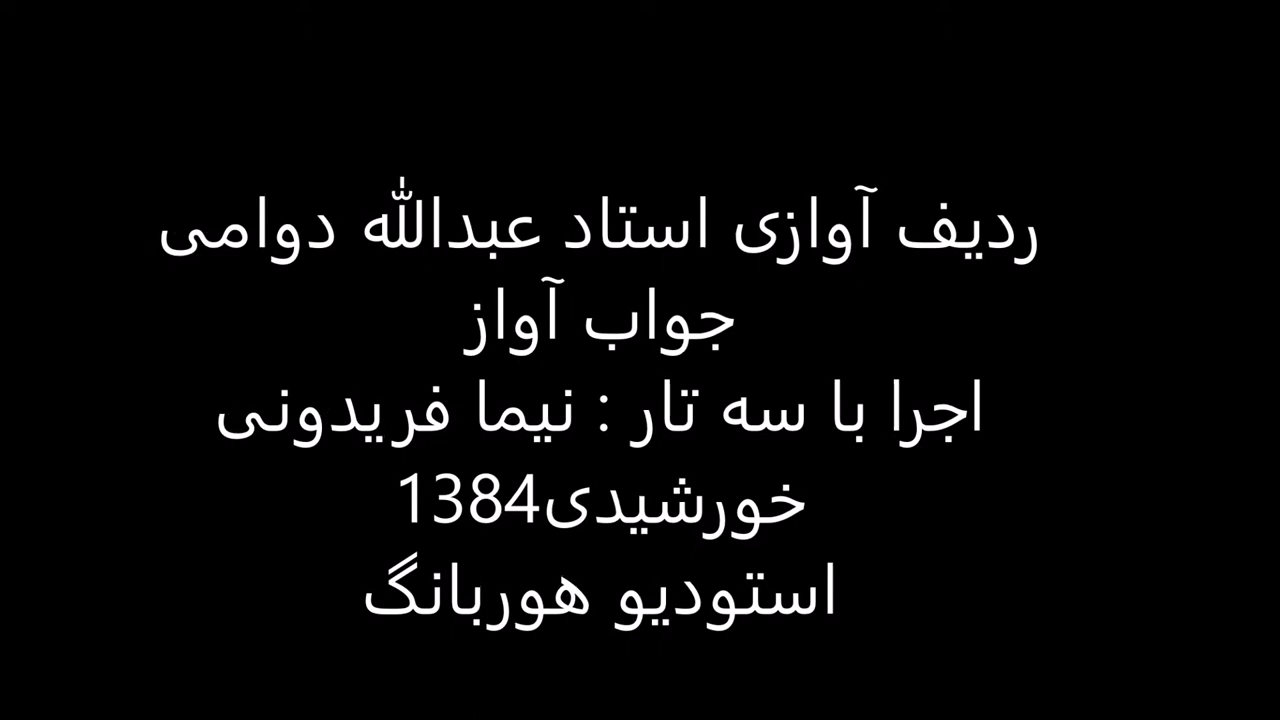 ردیف آوازی استاد عبدالله دوامی
جواب آواز
اجرا با سه تار : نیما فریدونی
خورشیدی1384
استودیو هوربانگ